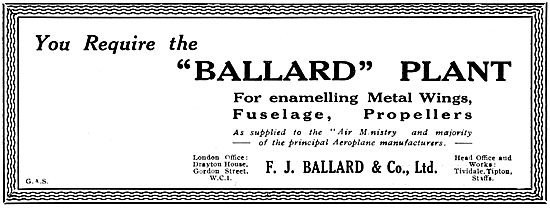 You Require the
"BALLARD" PLANT
For enamelling Metal Wings,
Fuselage, Propellers
As supplied to the "Air Ministry and majority
— of the principal Aeroplane manufacturers. —
London Office:
Drayton House,
Gordon Street,
W.C.1.
F. J. BALLARD & Co., Ltd.
Head Office and
Works:
Tividale, Tipton,
Staffs.
G.A.S.